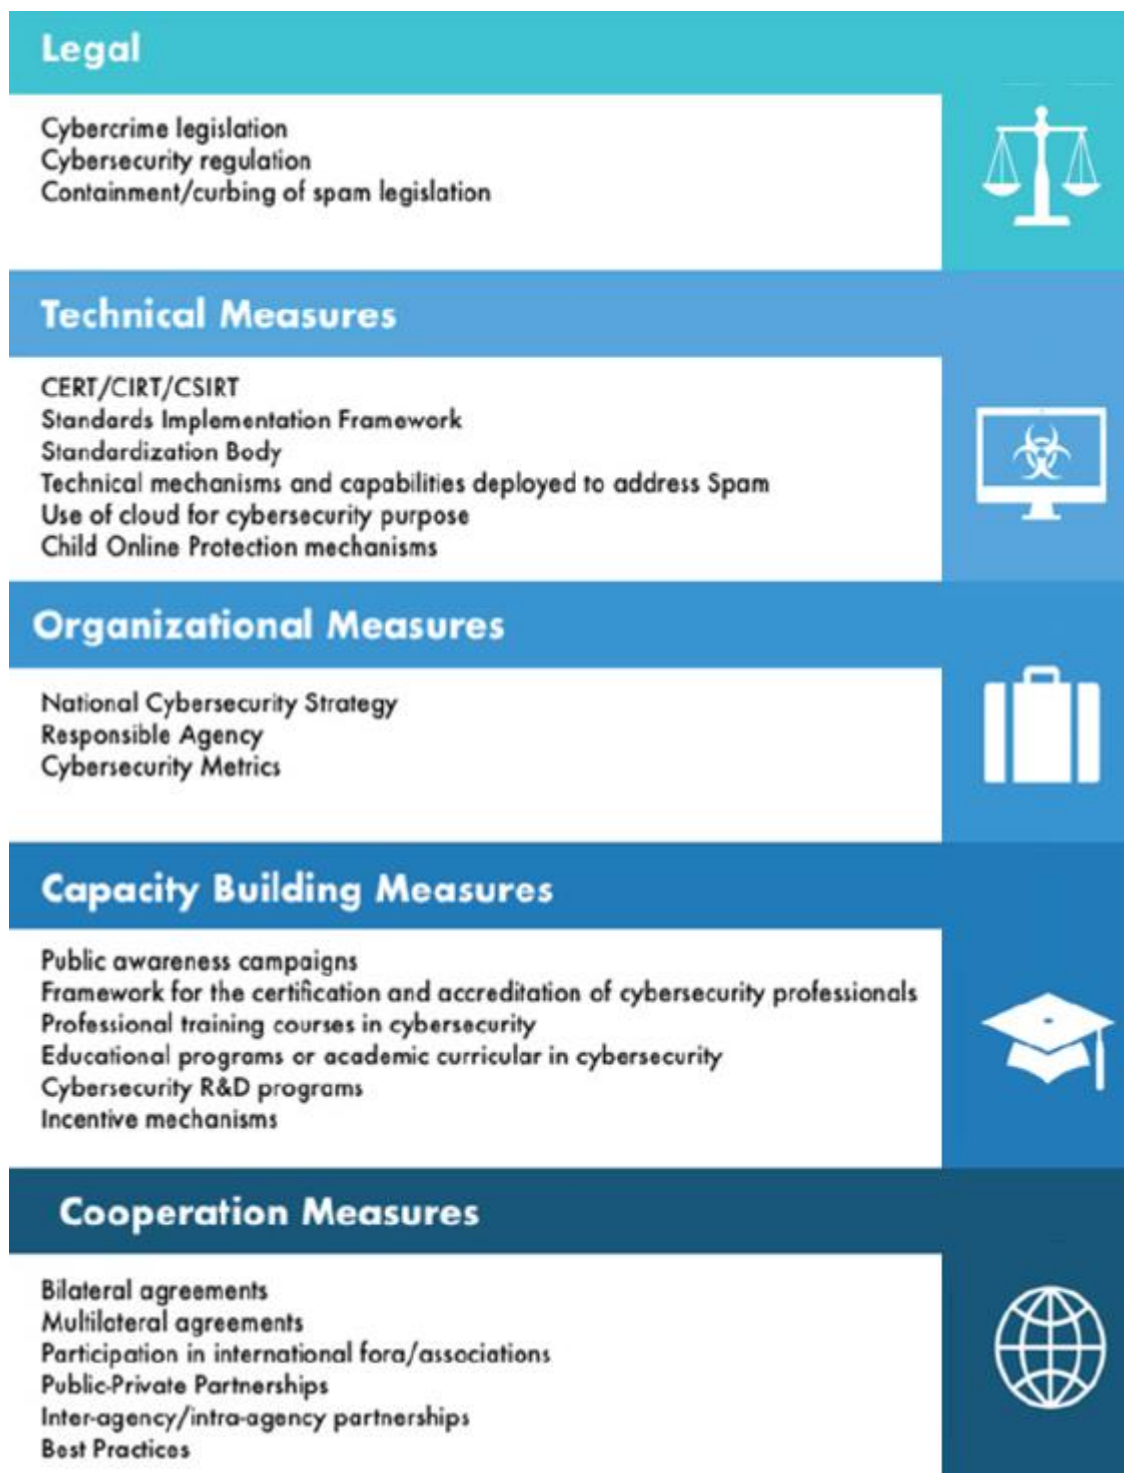 Legal
Cybercrime legislation
Cybersecurity regulation
Containment/curbing of spam legislation
Technical Measures
CERT/CIRT/CSIRT
Standards Implementation Framework
Standardization Body
Technical mechanisms and capabilities deployed to address Spam
Use of cloud for cybersecurity purpose
Child Online Protection mechanisms
Organizational Measures
National Cybersecurity Strategy
Responsible Agency
Cybersecurity Metrics
Capacity Building Measures
Public awareness campaigns
Framework for the certification and accreditation of cybersecurity professionals
Professional training courses in cybersecurity
Educational programs or academic curricular in cybersecurity
Cybersecurity R&D programs
Incentive mechanisms
Cooperation Measures
Bilateral agreements
Multilateral agreements
Participation in international fora/associations
Public-Private Partnerships
Inter-agency/intra-agency partnerships
Best Practices